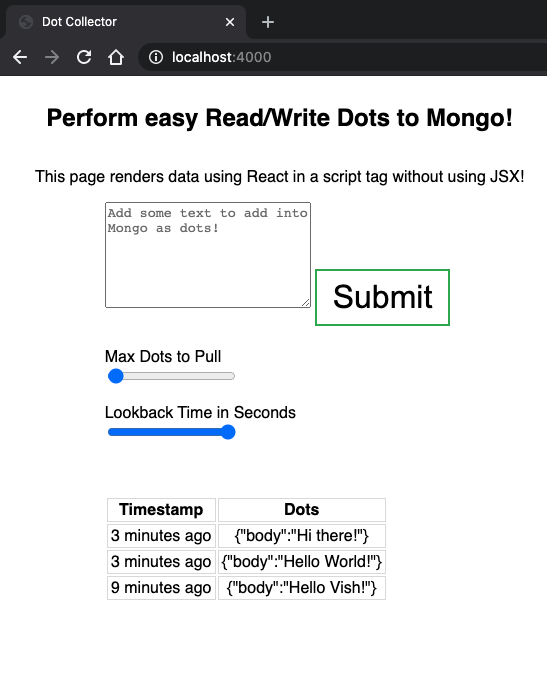 Dot Collector
localhost:4000
Perform easy Read/Write Dots to Mongo!
This page renders data using React in a script tag without using JSX!
Add some text to add into
Mongo as dots!
Submit
Max Dots to Pull
Lookback Time in Seconds
Timestamp Dots
3 minutes ago {"body":"Hi there!"}
3 minutes ago {"body":"Hello World!"}
9 minutes ago {"body":"Hello Vish!"}